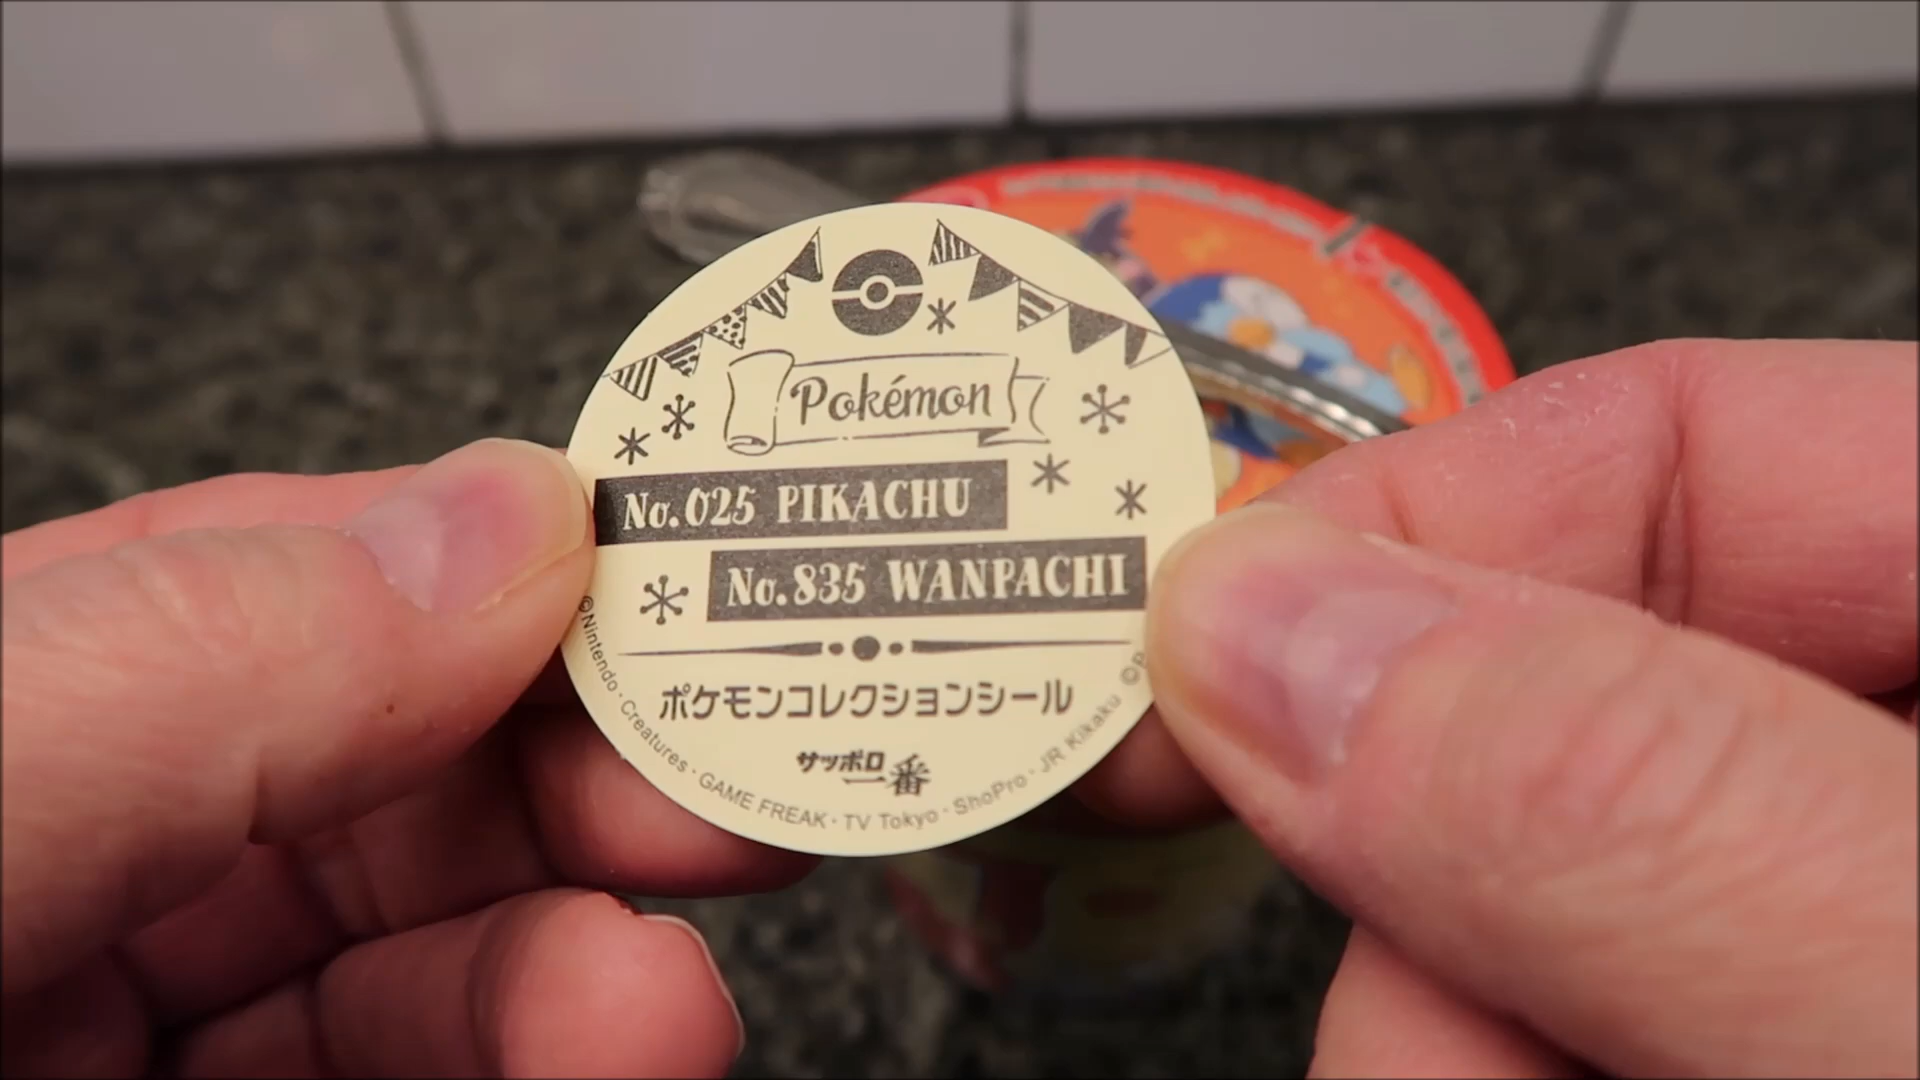 Pokémon
No.025 PIKACHU
No.835 WANPACHI
ポケモンコレクションシール
サッポロ一番
©Nintendo・Creatures・GAME FREAK・TV Tokyo・ShoPro・JR Kikaku